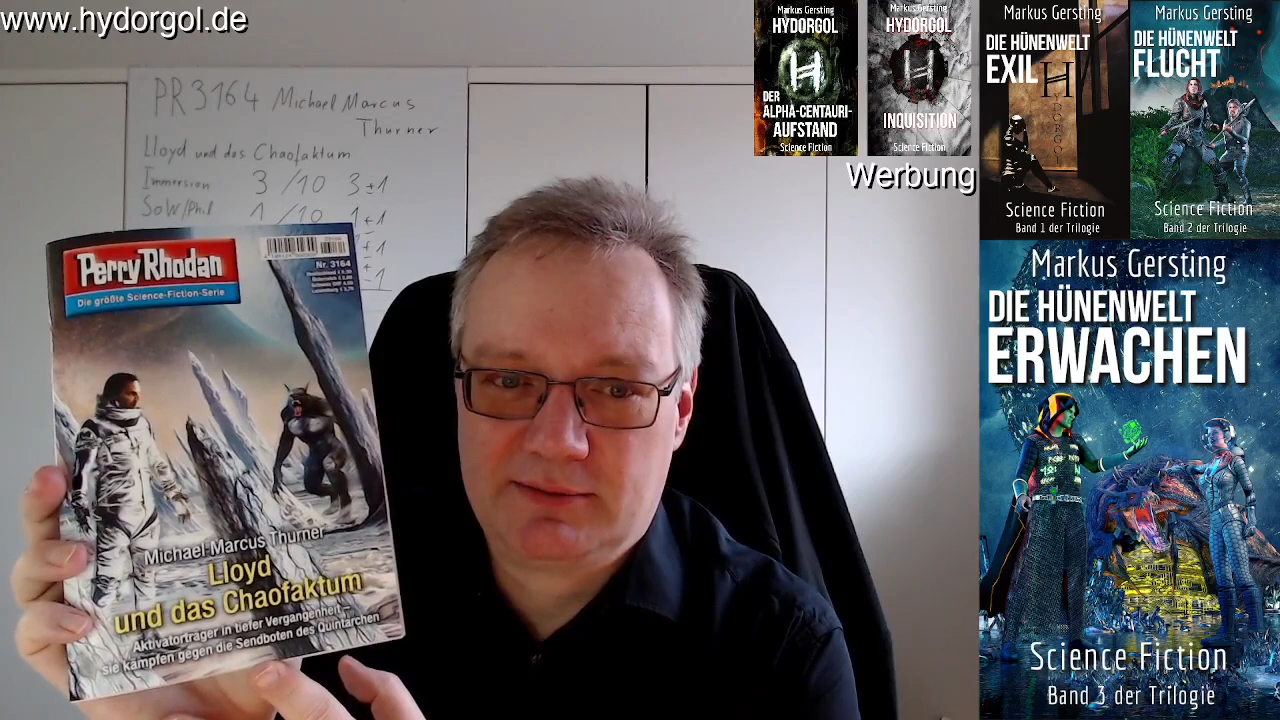 www.hydorgol.de
PR3164 Michael Marcus
Thurner
Lloyd und das Chaofaktum
Immersion 3/10 3±1
SoW/Phil 1/10 1±1
±1
Perry Rhodan
Die größte Science-Fiction-Serie
Nr. 3164
Michael Marcus Thurner
Lloyd
und das Chaofaktum
Aktivatorträger in tiefer Vergangenheit –
sie kämpfen gegen die Sendboten des Quintarchen
Markus Gersting
HYDORGOL
DER
ALPHA-CENTAURI-
AUFSTAND
Science Fiction
Markus Gersting
HYDORGOL
INQUISITION
Science Fiction
Werbung
Markus Gersting
DIE HÜNENWELT
EXIL
HYDORGOL
Science Fiction
Band 1 der Trilogie
Markus Gersting
DIE HÜNENWELT
FLUCHT
Science Fiction
Band 2 der Trilogie
Markus Gersting
DIE HÜNENWELT
ERWACHEN
Science Fiction
Band 3 der Trilogie